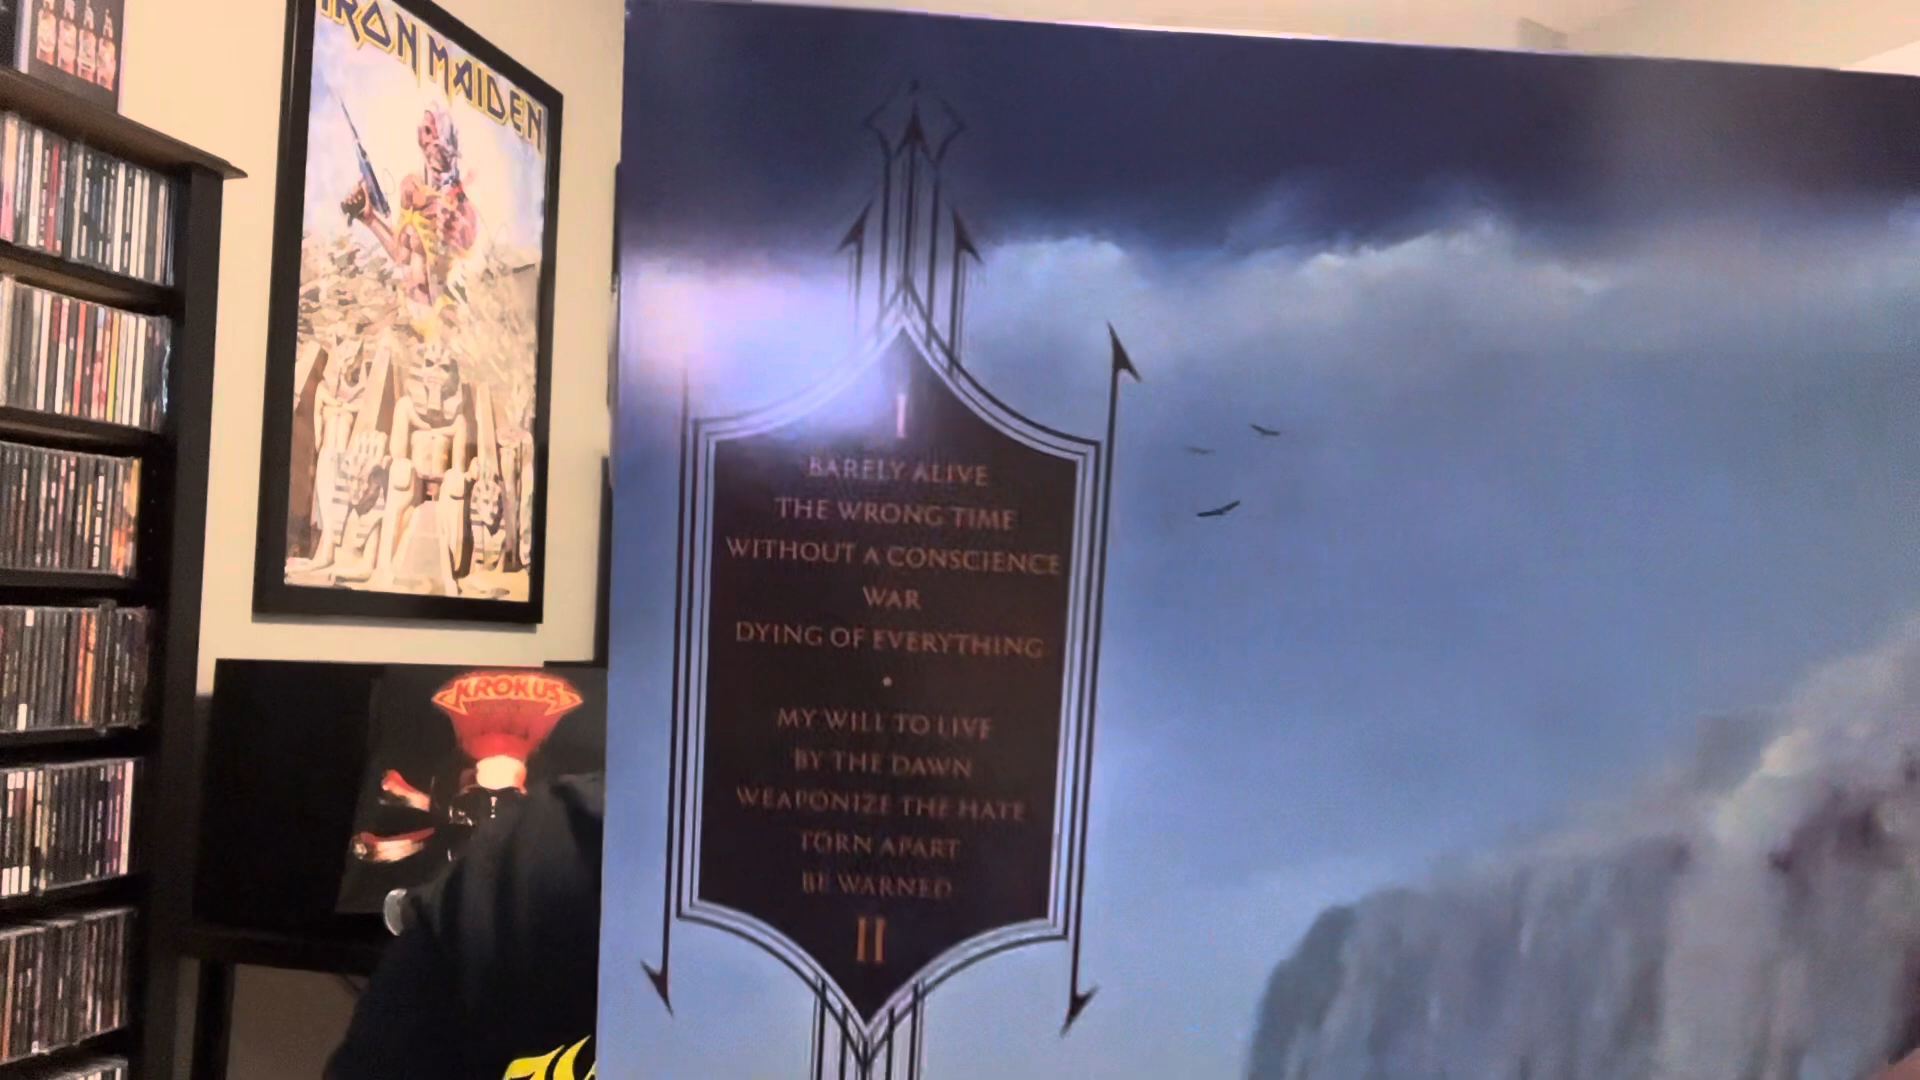 IRON MAIDEN
KROKUS
I
BARELY ALIVE
THE WRONG TIME
WITHOUT A CONSCIENCE
WAR
DYING OF EVERYTHING
•
MY WILL TO LIVE
BY THE DAWN
WEAPONIZE THE HATE
TORN APART
BE WARNED
II